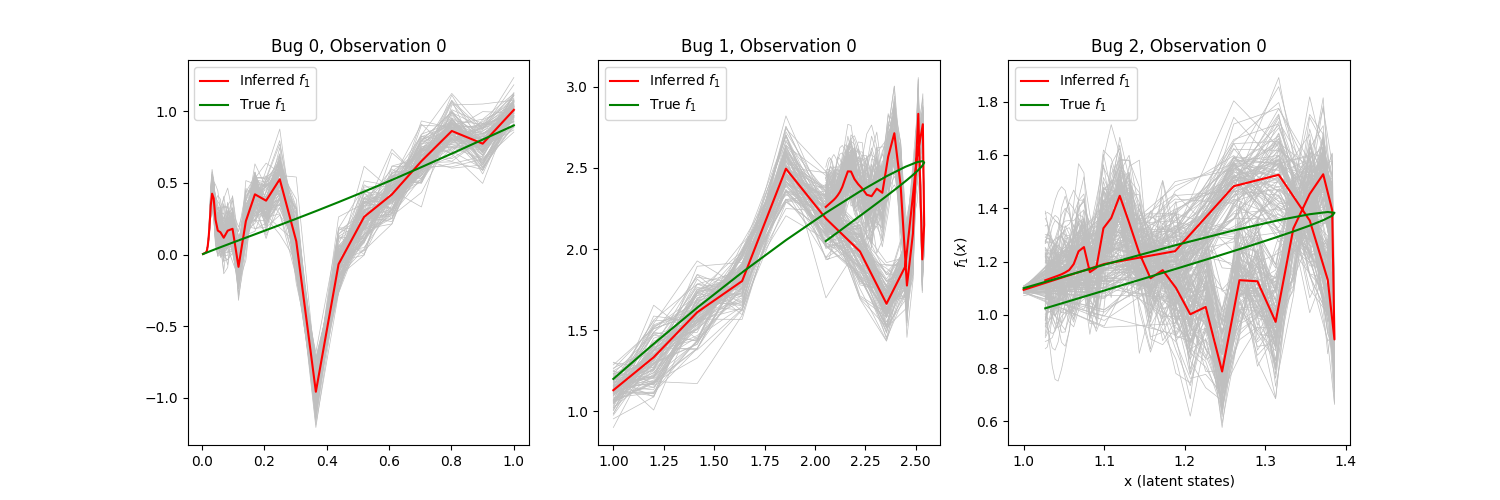 Bug 0, Observation 0
Inferred f₁
True f₁
1.0
0.5
0.0
−0.5
−1.0
0.0 0.2 0.4 0.6 0.8 1.0
Bug 1, Observation 0
Inferred f₁
True f₁
3.0
2.5
2.0
1.5
1.0
1.00 1.25 1.50 1.75 2.00 2.25 2.50
Bug 2, Observation 0
Inferred f₁
True f₁
f₁(x)
1.8
1.6
1.4
1.2
1.0
0.8
0.6
1.0 1.1 1.2 1.3 1.4
x (latent states)